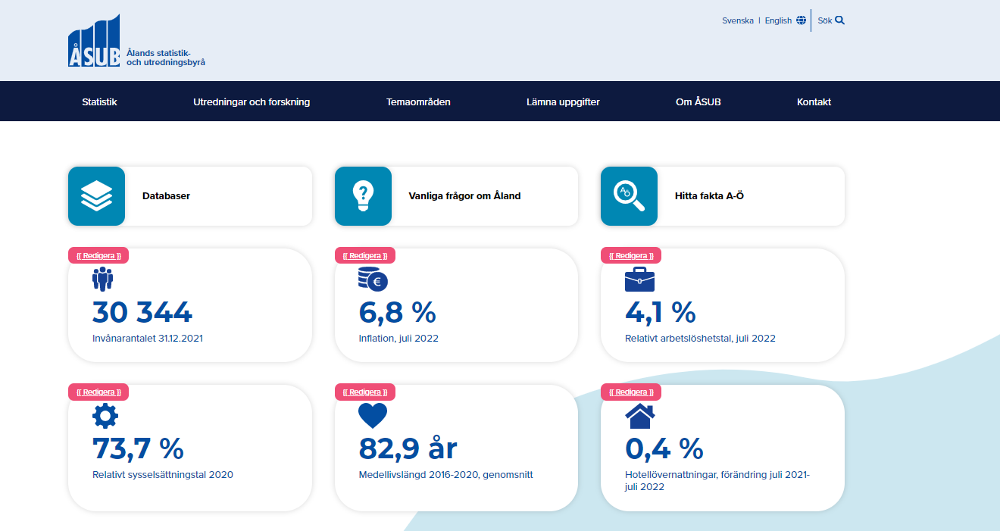 Svenska | English
Sök
ÅSUB
Ålands statistik-
och utredningsbyrå
Statistik
Utredningar och forskning
Temaområden
Lämna uppgifter
Om ÅSUB
Kontakt
Databaser
Vanliga frågor om Åland
AÖ
Hitta fakta A-Ö
[[ Redigera ]]
30 344
Invånarantalet 31.12.2021
[[ Redigera ]]
€
6,8 %
Inflation, juli 2022
[[ Redigera ]]
4,1 %
Relativt arbetslöshetstal, juli 2022
[[ Redigera ]]
73,7 %
Relativt sysselsättningstal 2020
[[ Redigera ]]
82,9 år
Medellivslängd 2016-2020, genomsnitt
[[ Redigera ]]
0,4 %
Hotellövernattningar, förändring juli 2021-
juli 2022